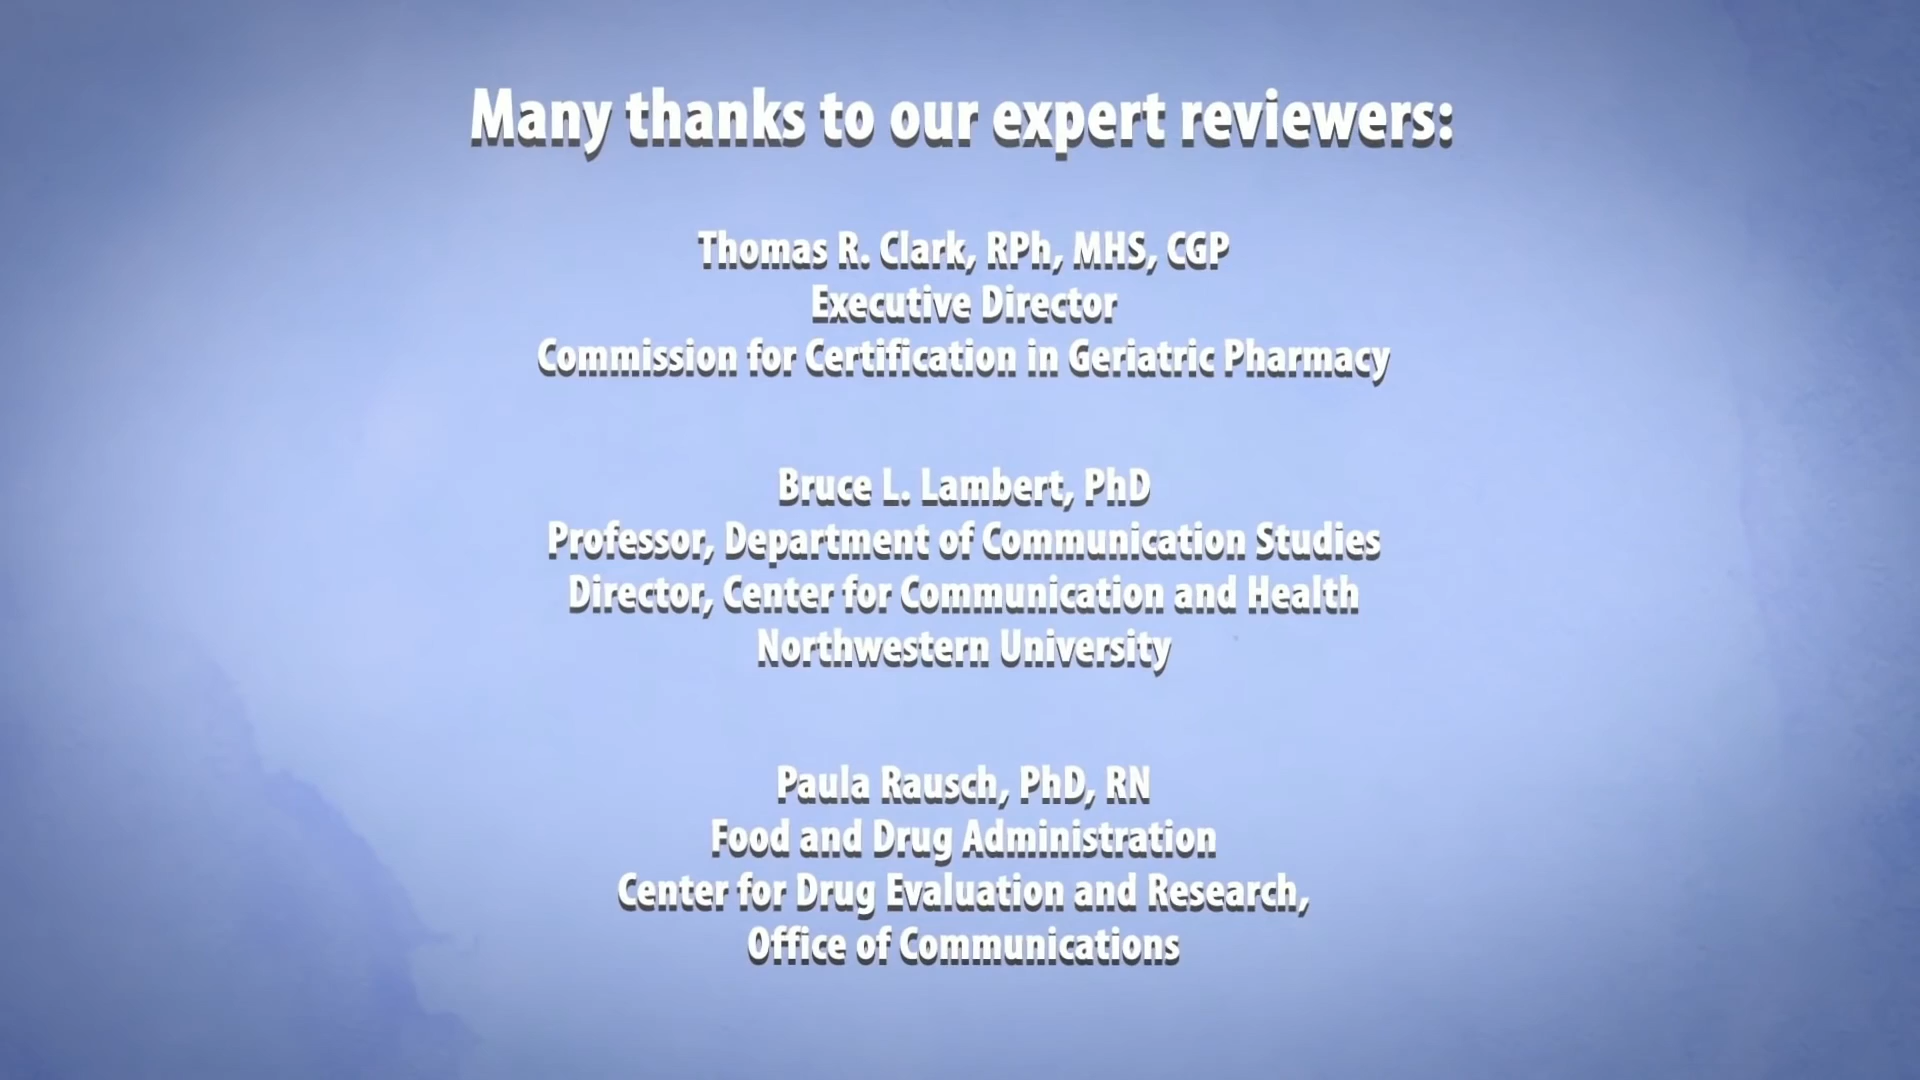 Many thanks to our expert reviewers:
Thomas R. Clark, RPh, MHS, CGP
Executive Director
Commission for Certification in Geriatric Pharmacy
Bruce L. Lambert, PhD
Professor, Department of Communication Studies
Director, Center for Communication and Health
Northwestern University
Paula Rausch, PhD, RN
Food and Drug Administration
Center for Drug Evaluation and Research,
Office of Communications